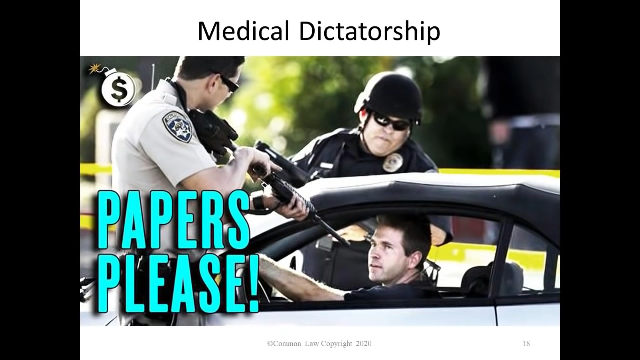 Medical Dictatorship
$
PAPERS
PLEASE!
©Common Law Copyright 2020
18